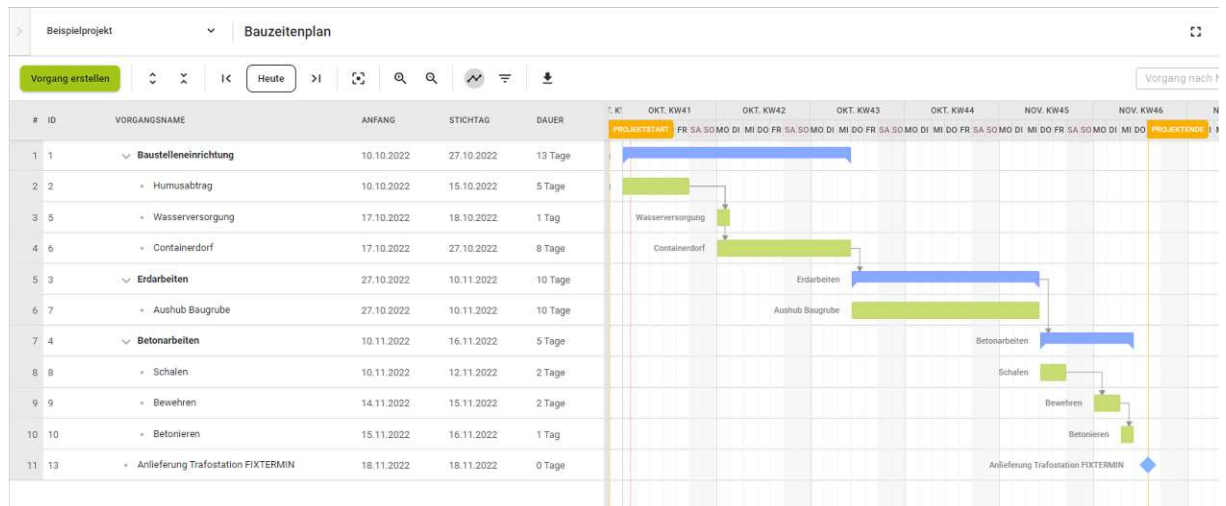 Beispielprojekt Bauzeitenplan
Vorgang erstellen Heute Vorgang nach
OKT. KW41 OKT. KW42 OKT. KW43 OKT. KW44 NOV. KW45 NOV. KW46
# ID VORGANGSNAME ANFANG STICHTAG DAUER
PROJEKTSTART FR SA SO MO DI MI DO FR SA SO MO DI MI DO FR SA SO MO DI MI DO FR SA SO MO DI MI DO FR SA SO MO DI MI DO PROJEKTENDE
1 1 Baustelleneinrichtung 10.10.2022 27.10.2022 13 Tage
2 2 Humusabtrag 10.10.2022 15.10.2022 5 Tage
3 5 Wasserversorgung 17.10.2022 18.10.2022 1 Tag Wasserversorgung
4 6 Containerdorf 17.10.2022 27.10.2022 8 Tage Containerdorf
5 3 Erdarbeiten 27.10.2022 10.11.2022 10 Tage Erdarbeiten
6 7 Aushub Baugrube 27.10.2022 10.11.2022 10 Tage Aushub Baugrube
7 4 Betonarbeiten 10.11.2022 16.11.2022 5 Tage Betonarbeiten
8 8 Schalen 10.11.2022 12.11.2022 2 Tage Schalen
9 9 Bewehren 14.11.2022 15.11.2022 2 Tage Bewehren
10 10 Betonieren 15.11.2022 16.11.2022 1 Tag Betonieren
11 13 Anlieferung Trafostation FIXTERMIN 18.11.2022 18.11.2022 0 Tage Anlieferung Trafostation FIXTERMIN